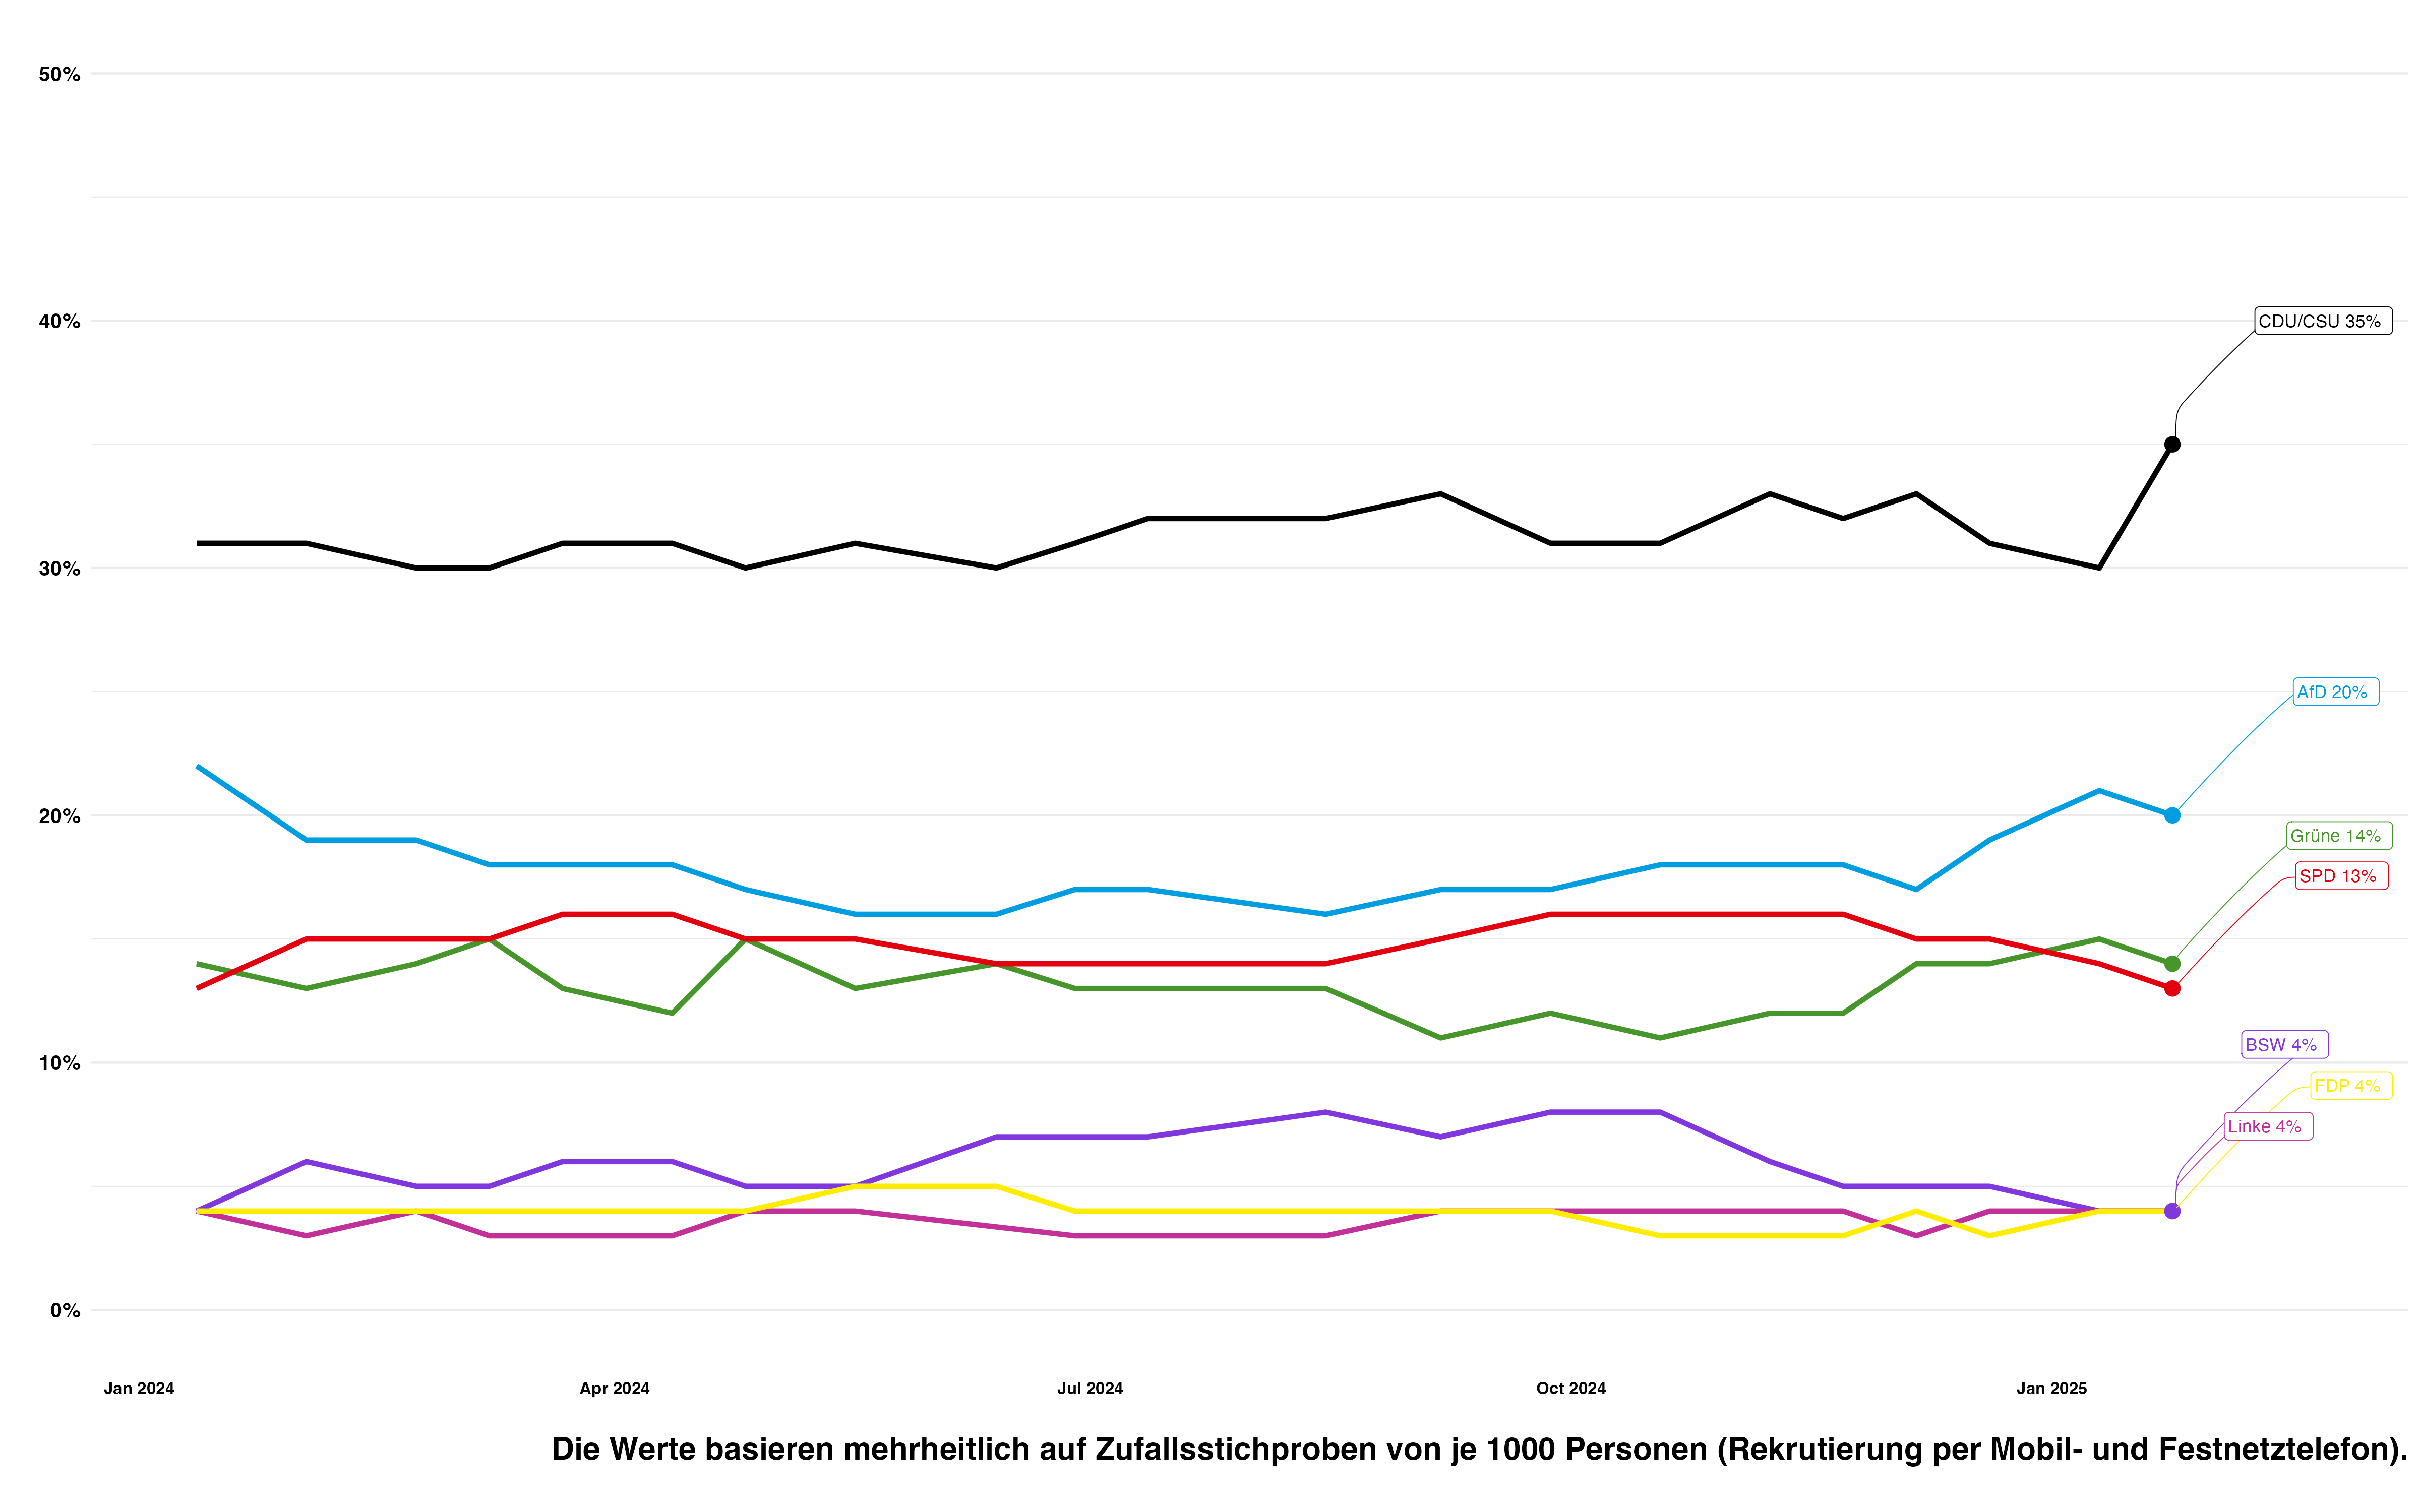 50%
40%
CDU/CSU 35%
30%
AfD 20%
20%
Grüne 14%
SPD 13%
BSW 4%
10%
FDP 4%
Linke 4%
0%
Jan 2024 Apr 2024 Jul 2024 Oct 2024 Jan 2025
Die Werte basieren mehrheitlich auf Zufallsstichproben von je 1000 Personen (Rekrutierung per Mobil- und Festnetztelefon).